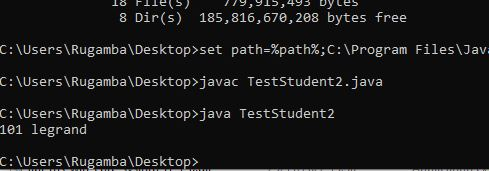 18 File(s)    779,915,493 bytes
8 Dir(s)  185,816,670,208 bytes free
C:\Users\Rugamba\Desktop>set path=%path%;C:\Program Files\Java
C:\Users\Rugamba\Desktop>javac TestStudent2.java
C:\Users\Rugamba\Desktop>java TestStudent2
101 legrand
C:\Users\Rugamba\Desktop>